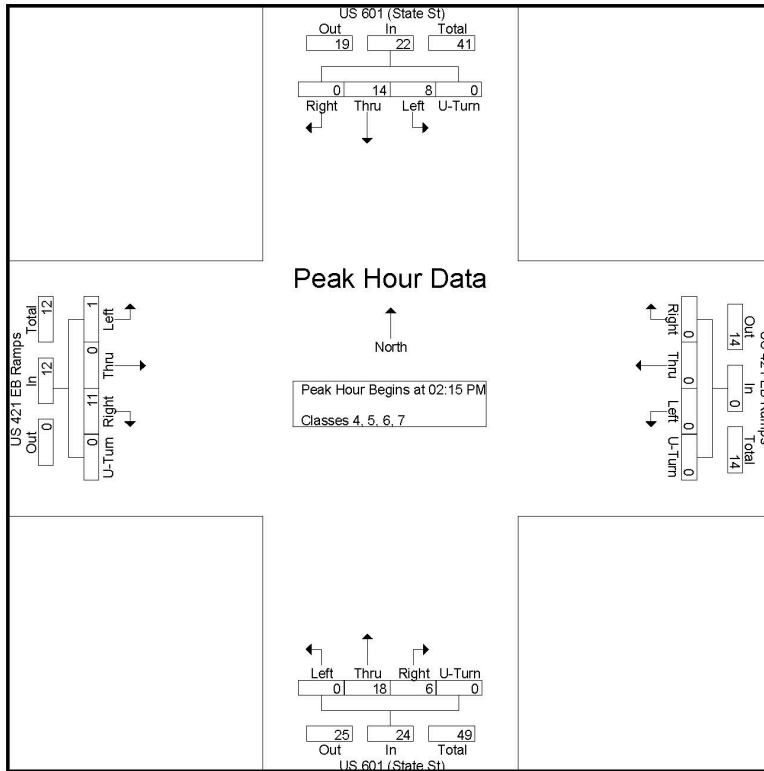 US 601 (State St)
Out In Total
19 22 41
0 14 8 0
Right Thru Left U-Turn
Peak Hour Data
North
Peak Hour Begins at 02:15 PM
Classes 4, 5, 6, 7
US 421 EB Ramps
Out In Total
0 12 12
0 11 0 1
U-Turn Right Thru Left
Right Thru Left U-Turn
0 0 0 0
Out In Total
14 0 14
US 421 EB Ramps
Left Thru Right U-Turn
0 18 6 0
25 24 49
Out In Total
US 601 (State St)